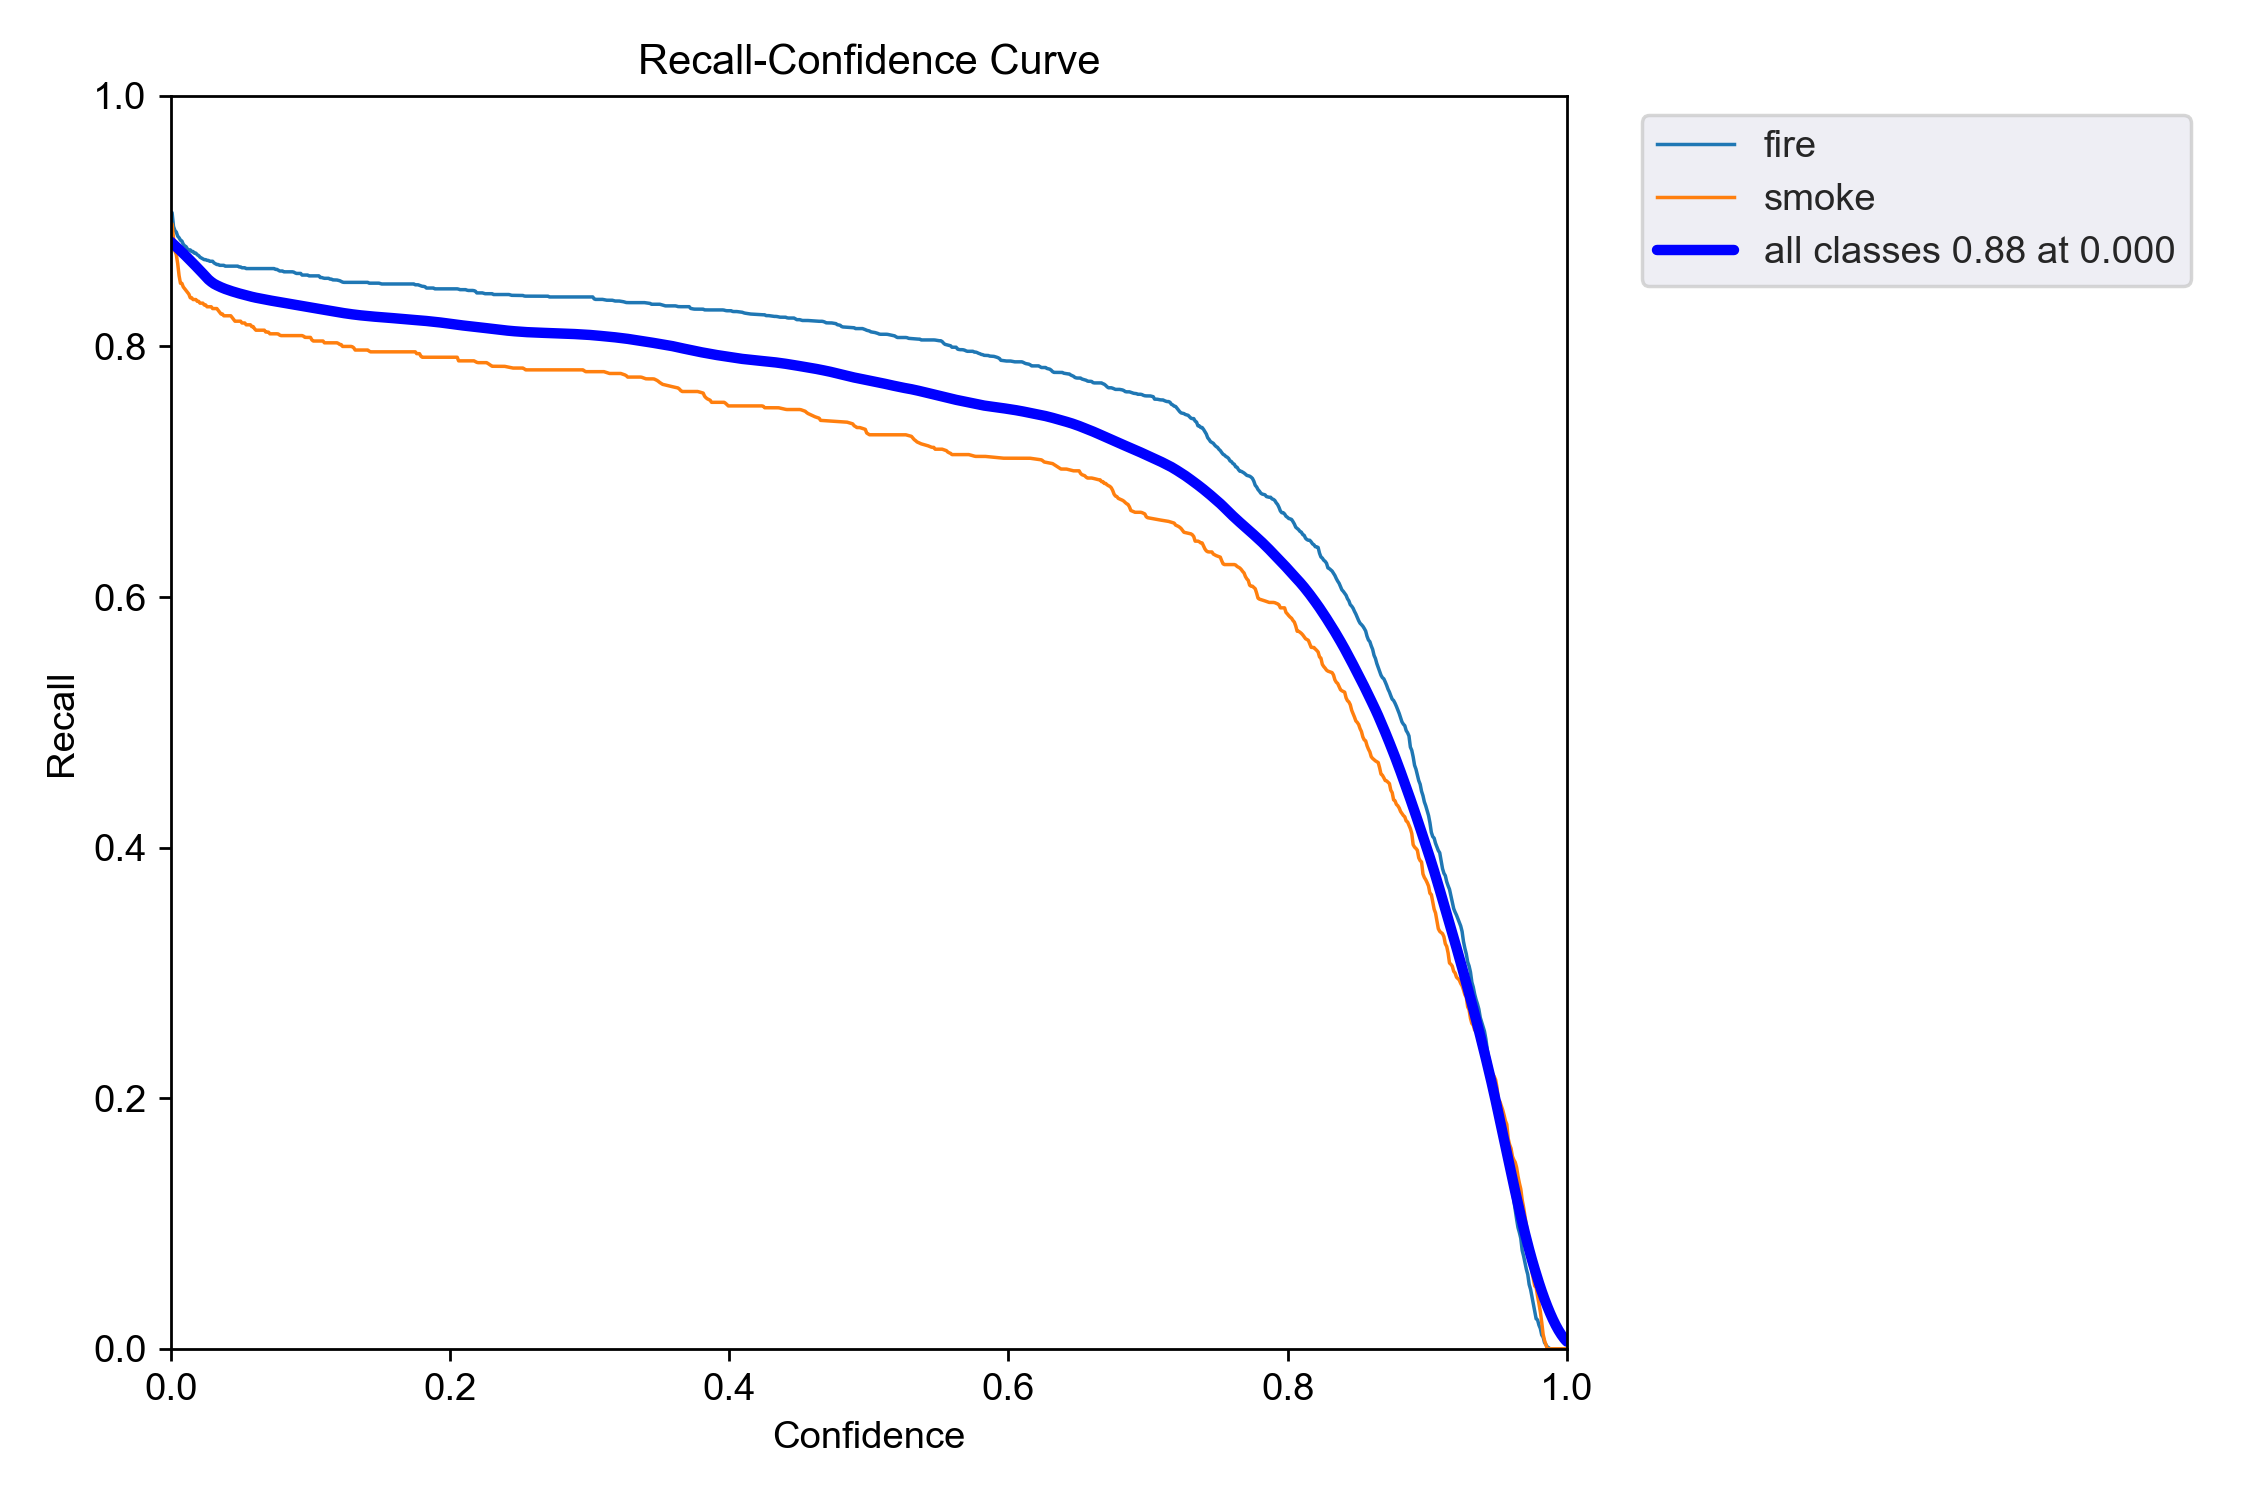 Recall-Confidence Curve
1.0
0.8
0.6
0.4
0.2
0.0
Recall
0.0 0.2 0.4 0.6 0.8 1.0
Confidence
fire
smoke
all classes 0.88 at 0.000